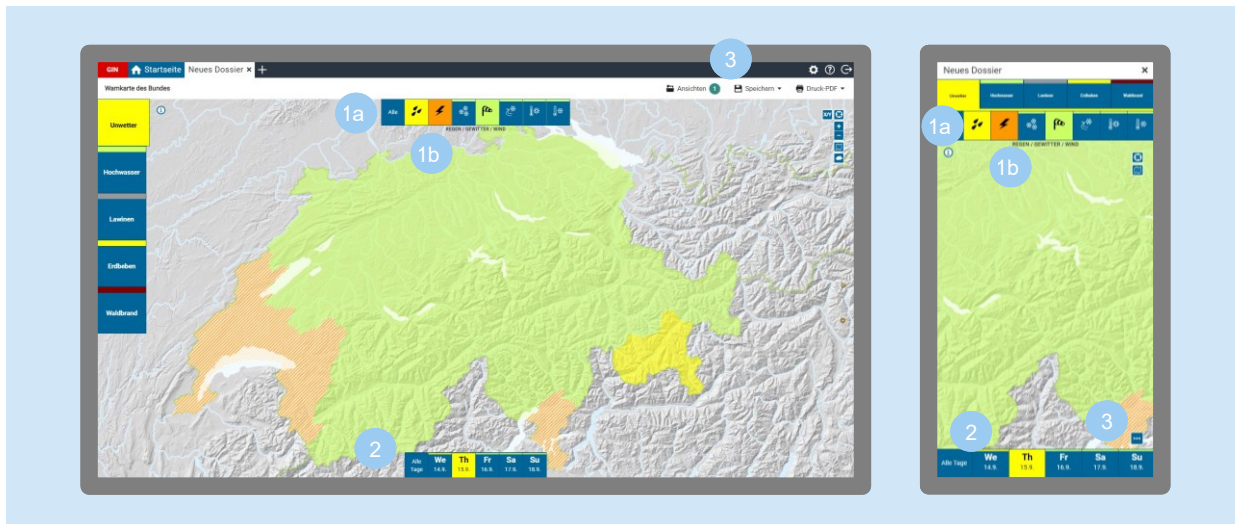 3
GIN Startseite Neues Dossier × +
Warnkarte des Bundes
Ansichten 1 Speichern Druck-PDF
1a
Alle
REGEN / GEWITTER / WIND
1b
X/Y
Unwetter
Hochwasser
Lawinen
Erdbeben
Waldbrand
2
Alle Tage
We 14.9.
Th 15.9.
Fr 16.9.
Sa 17.9.
Su 18.9.
Neues Dossier ×
Unwetter Hochwasser Lawinen Erdbeben Waldbrand
1a
REGEN / GEWITTER / WIND
1b
2
3
Alle Tage
We 14.9.
Th 15.9.
Fr 16.9.
Sa 17.9.
Su 18.9.